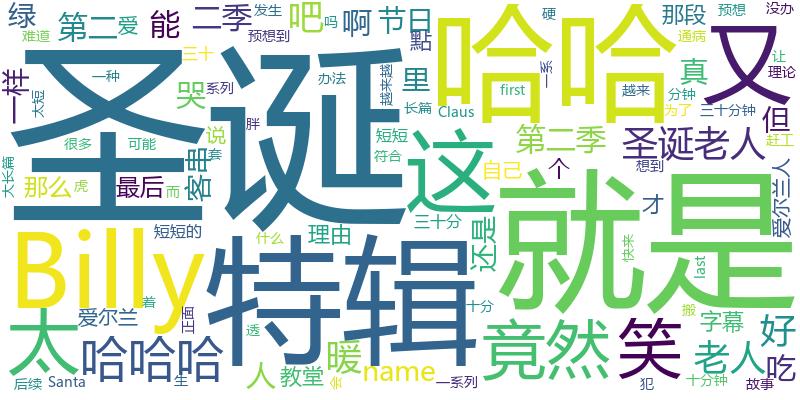 绿 第二 爱 能 二季 发生 吧 吗 啊 节日 硬 那段 预想 没办
难道 三十 预想到 點 哈哈 通病 又 让
一样 太短 一种 哭 系列 办法 越来越 里 长篇 first 一系 越来 真 分钟 理论
圣诞 胖 Claus 为了 三十分钟 但
很多 可能 说 短短 这 第二季 圣诞老人 赶工
太长篇 那么 虎 最后 而 客串 套 符合 自己 个 想到 爱尔兰人
短短的 理由 三十分 还是 就是 才
Billy 特辑 什么 快来 last
爱尔兰 着 正面 十分 搬 字幕 好
太 哈哈哈 透 暖 竟然 笑 老人 吃
后续 Santa 生 人 教堂 会 name 一系列 犯 十分钟 故事